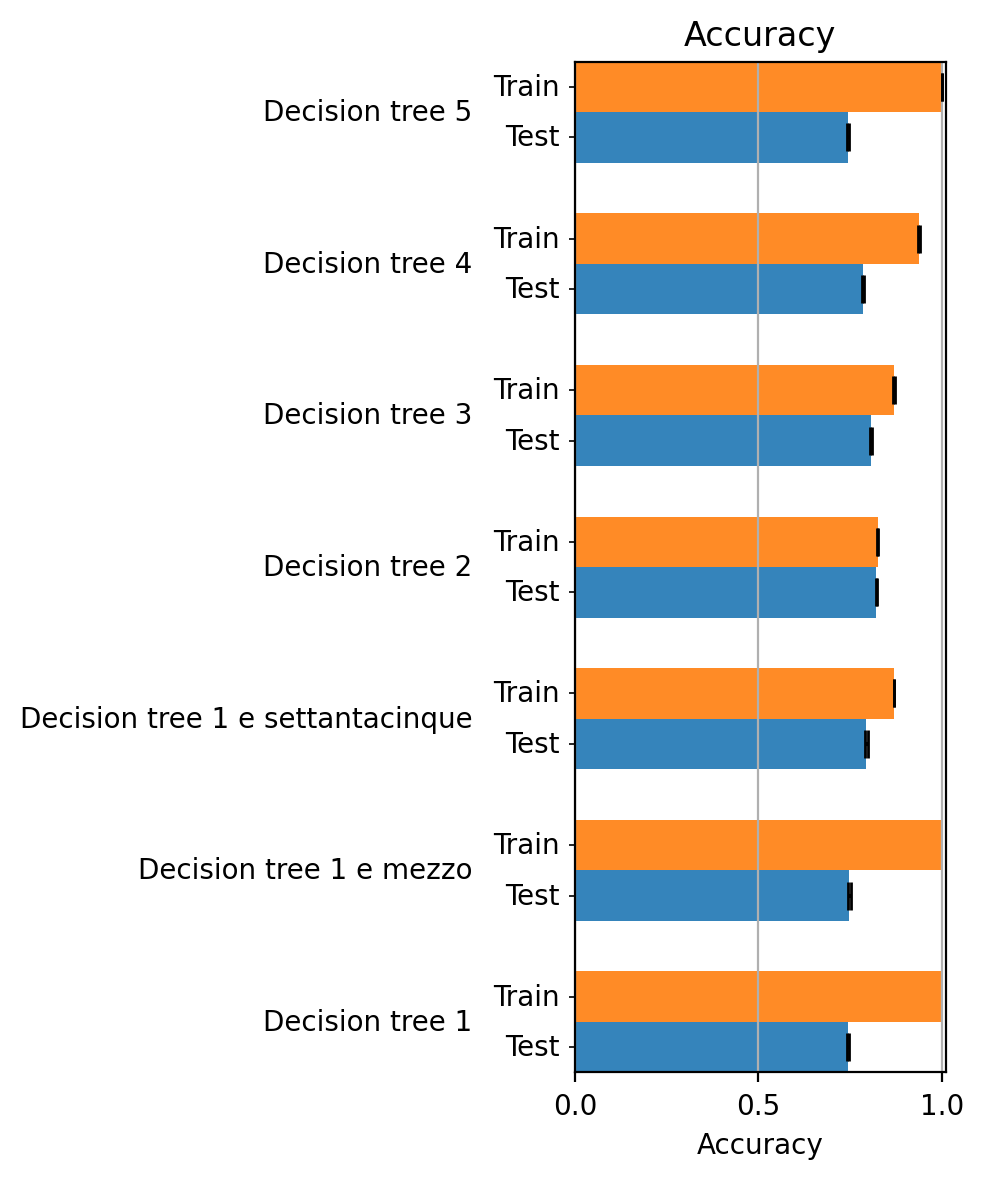 Accuracy
Decision tree 5
Train
Test
Decision tree 4
Train
Test
Decision tree 3
Train
Test
Decision tree 2
Train
Test
Decision tree 1 e settantacinque
Train
Test
Decision tree 1 e mezzo
Train
Test
Decision tree 1
Train
Test
0.0 0.5 1.0
Accuracy